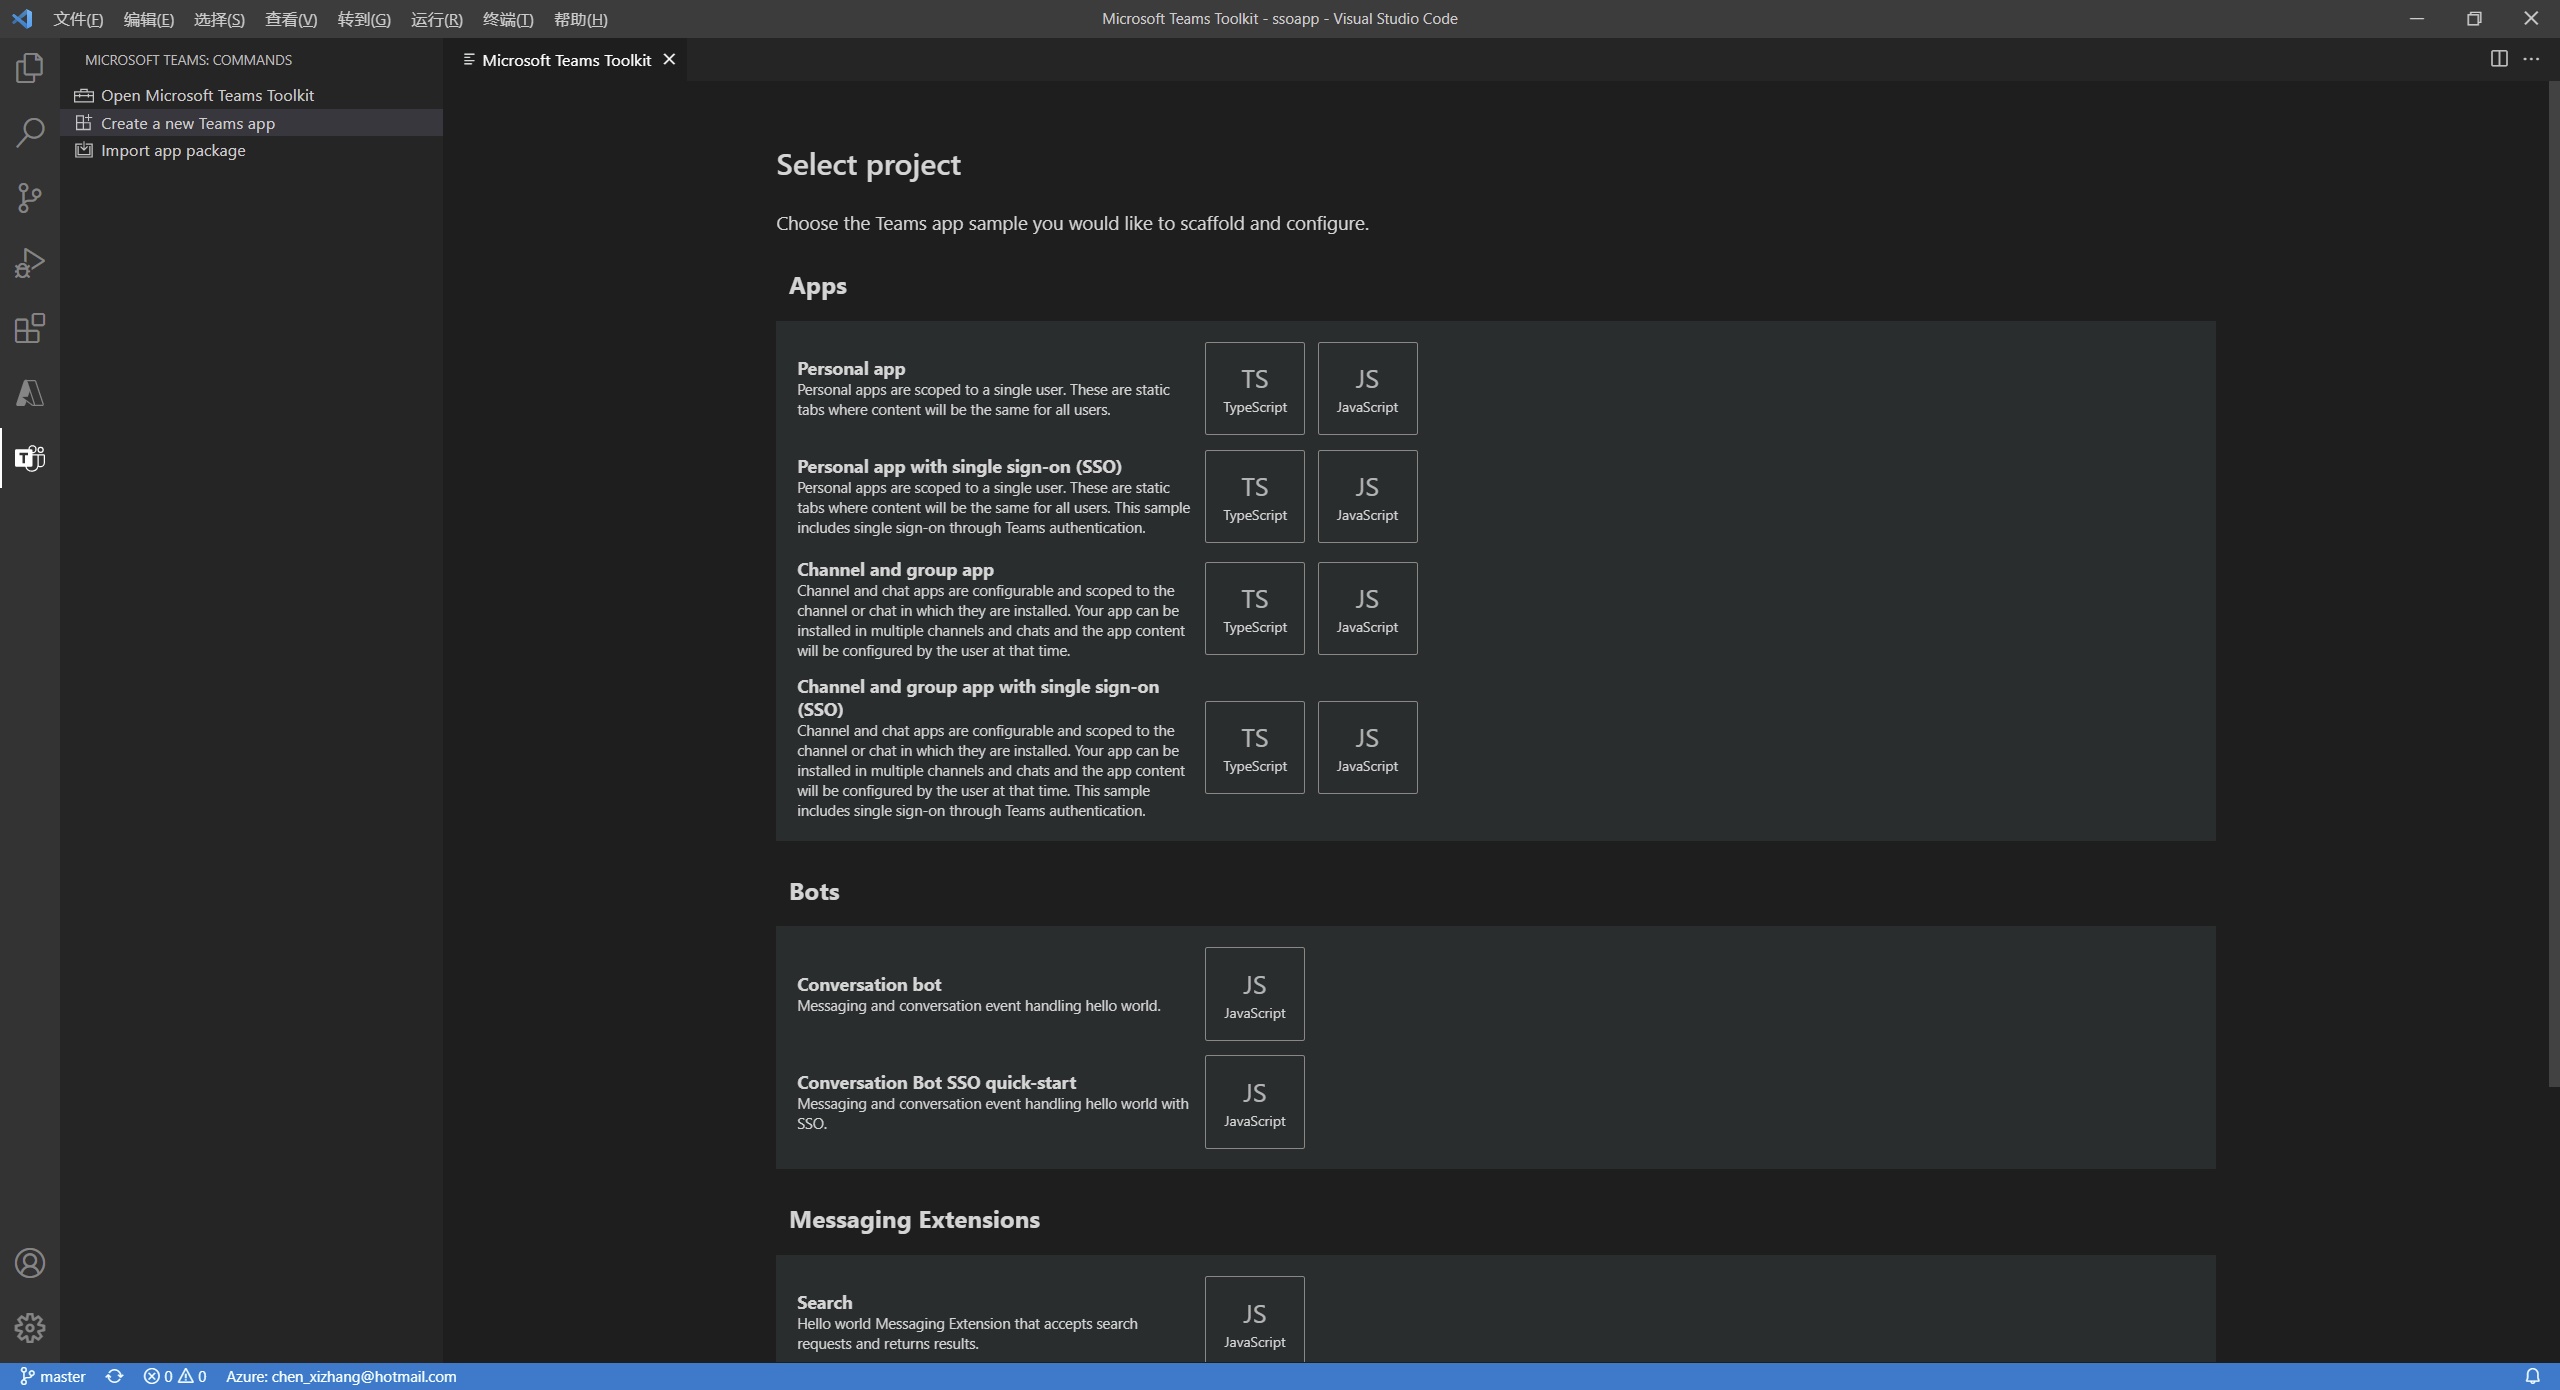 文件(F) 编辑(E) 选择(S) 查看(V) 转到(G) 运行(R) 终端(T) 帮助(H) Microsoft Teams Toolkit - ssoapp - Visual Studio Code
MICROSOFT TEAMS: COMMANDS
Open Microsoft Teams Toolkit
Create a new Teams app
Import app package
Microsoft Teams Toolkit
Select project
Choose the Teams app sample you would like to scaffold and configure.
Apps
Personal app
Personal apps are scoped to a single user. These are static
tabs where content will be the same for all users.
TS JS
TypeScript JavaScript
Personal app with single sign-on (SSO)
Personal apps are scoped to a single user. These are static
tabs where content will be the same for all users. This sample
includes single sign-on through Teams authentication.
TS JS
TypeScript JavaScript
Channel and group app
Channel and chat apps are configurable and scoped to the
channel or chat in which they are installed. Your app can be
installed in multiple channels and chats and the app content
will be configured by the user at that time.
TS JS
TypeScript JavaScript
Channel and group app with single sign-on
(SSO)
Channel and chat apps are configurable and scoped to the
channel or chat in which they are installed. Your app can be
installed in multiple channels and chats and the app content
will be configured by the user at that time. This sample
includes single sign-on through Teams authentication.
TS JS
TypeScript JavaScript
Bots
Conversation bot
Messaging and conversation event handling hello world.
JS
JavaScript
Conversation Bot SSO quick-start
Messaging and conversation event handling hello world with
SSO.
JS
JavaScript
Messaging Extensions
Search
Hello world Messaging Extension that accepts search
requests and returns results.
JS
JavaScript
master 0 0 Azure: chen_xizhang@hotmail.com